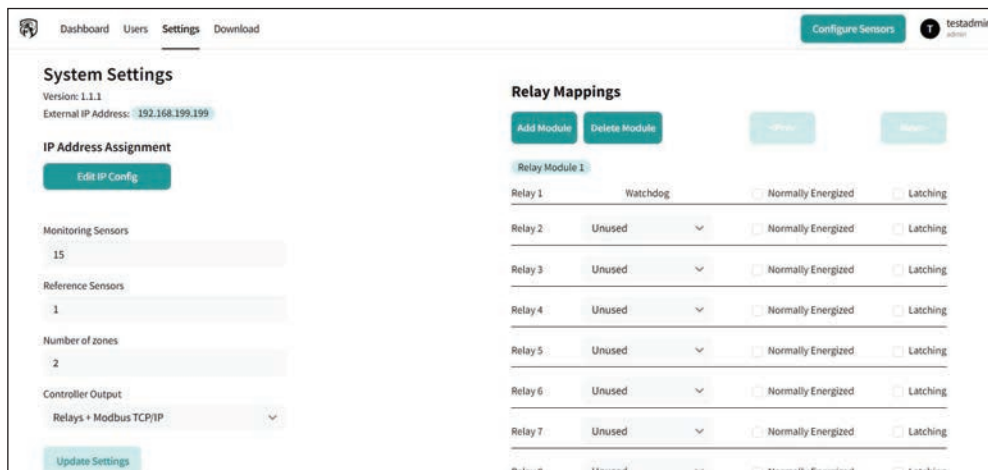 Dashboard Users Settings Download
Configure Sensors
T
testadmin
admin
System Settings
Version: 1.1.1
External IP Address: 192.168.199.199
IP Address Assignment
Edit IP Config
Monitoring Sensors
15
Reference Sensors
1
Number of zones
2
Controller Output
Relays + Modbus TCP/IP
Update Settings
Relay Mappings
Add Module Delete Module
Relay Module 1
Relay 1 Watchdog Normally Energized Latching
Relay 2 Unused Normally Energized Latching
Relay 3 Unused Normally Energized Latching
Relay 4 Unused Normally Energized Latching
Relay 5 Unused Normally Energized Latching
Relay 6 Unused Normally Energized Latching
Relay 7 Unused Normally Energized Latching